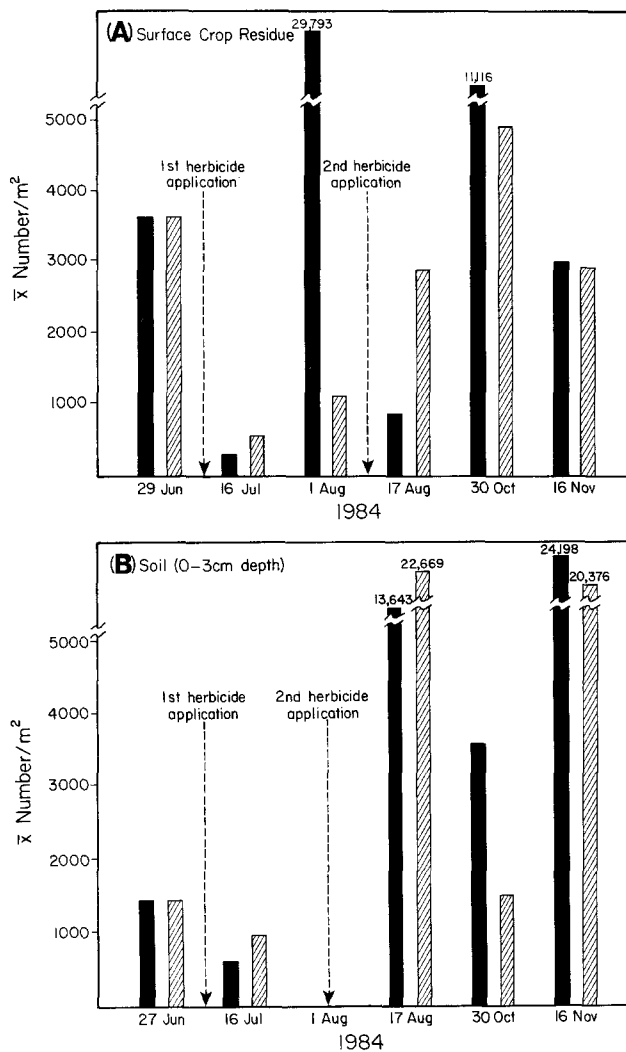 (A) Surface Crop Residue
29,793
11,116
5000
4000
3000
2000
1000
x̄ Number/m²
1st herbicide
application
2nd herbicide
application
29 Jun 16 Jul 1 Aug 17 Aug 30 Oct 16 Nov
1984
(B) Soil (0-3cm depth)
13,643
22,669
24,198
20,376
5000
4000
3000
2000
1000
x̄ Number/m²
1st herbicide
application
2nd herbicide
application
27 Jun 16 Jul 1 Aug 17 Aug 30 Oct 16 Nov
1984